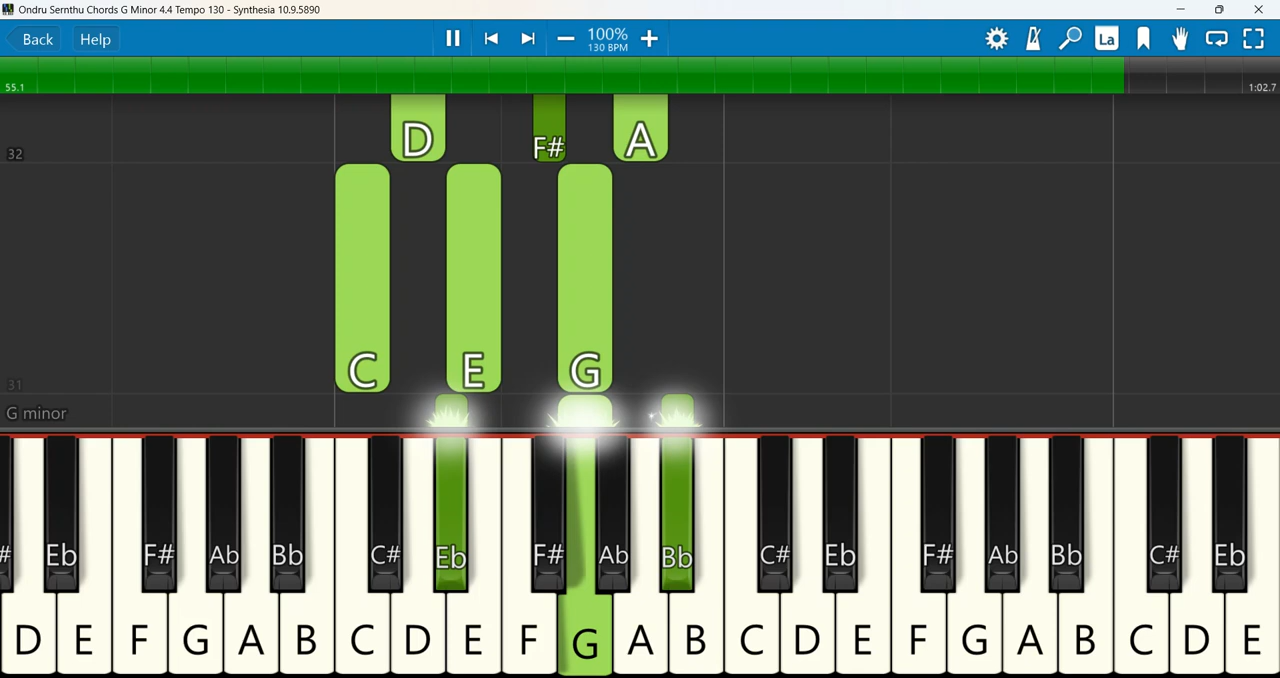 Ondru Sernthu Chords G Minor 4.4 Tempo 130 - Synthesia 10.9.5890
Back Help 100% La
130 BPM
55.1 1:02.7
D F# A
32
C E G
31
G minor
# Eb F# Ab Bb C# Eb F# Ab Bb C# Eb F# Ab Bb C# Eb
D E F G A B C D E F G A B C D E F G A B C D E